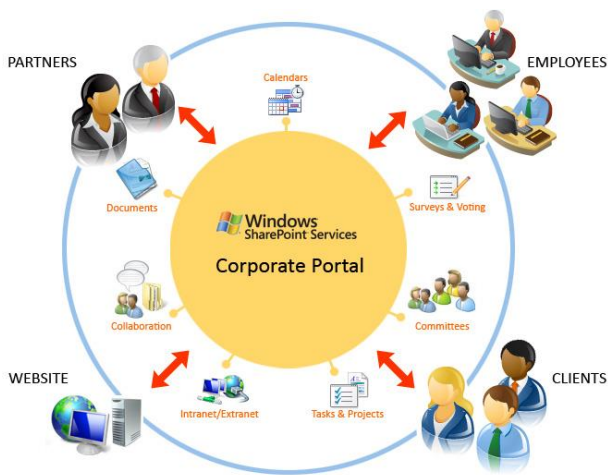 PARTNERS
EMPLOYEES
Calendars
Documents
Surveys & Voting
Windows
SharePoint Services
Corporate Portal
Collaboration
Committees
WEBSITE
CLIENTS
Intranet/Extranet
Tasks & Projects